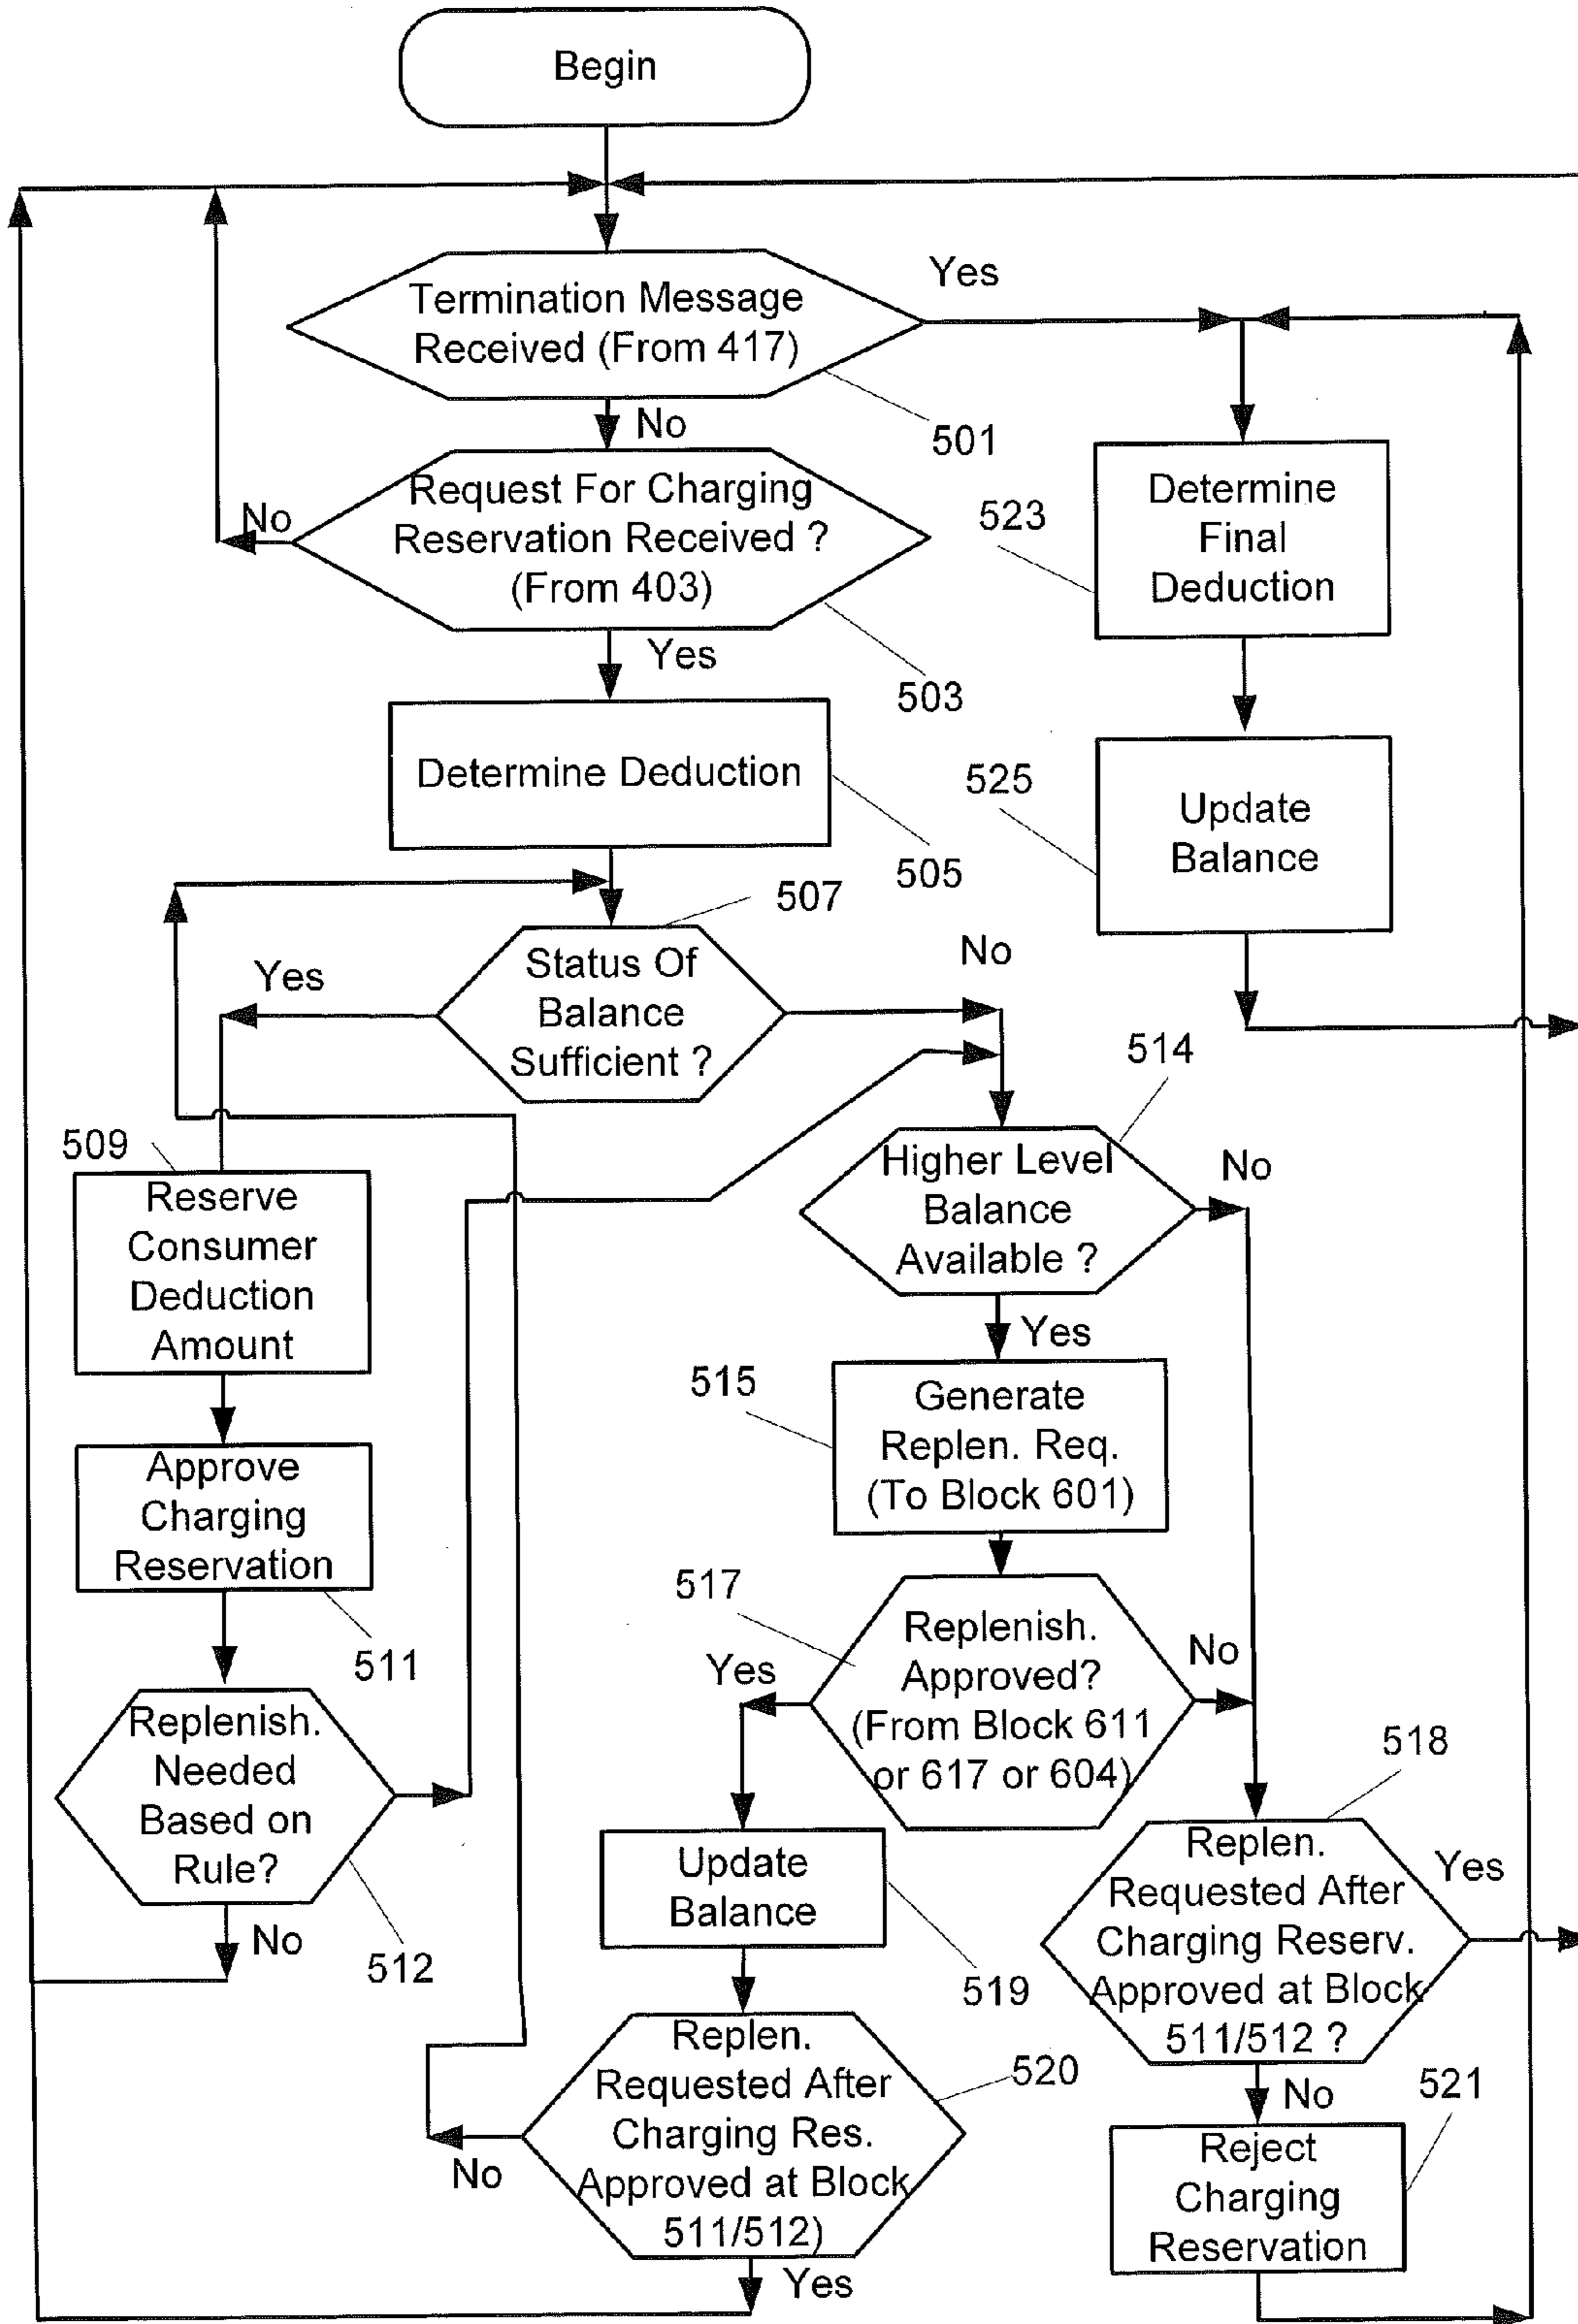 Begin
Yes
Termination Message
Received (From 417)
501
No
Request For Charging
Reservation Received ?
(From 403)
No
503
Yes
Determine
Final
Deduction
523
Determine Deduction
505
Update
Balance
525
507
Status Of
Balance
Sufficient ?
Yes
No
514
509
Reserve
Consumer
Deduction
Amount
Higher Level
Balance
Available ?
No
Yes
515
Generate
Replen. Req.
(To Block 601)
Approve
Charging
Reservation
511
517
Replenish.
Approved?
(From Block 611
or 617 or 604)
Yes
No
Replenish.
Needed
Based on
Rule?
No
512
518
Replen.
Requested After
Charging Reserv.
Approved at Block
511/512 ?
Yes
Update
Balance
519
No
Replen.
Requested After
Charging Res.
Approved at Block
511/512)
520
No
Yes
521
Reject
Charging
Reservation